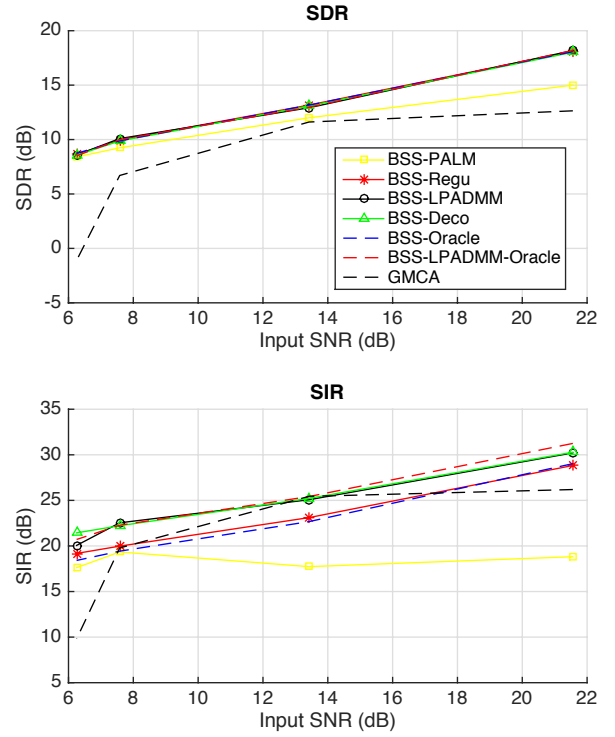 SDR
20
15
10
5
0
-5
SDR (dB)
6 8 10 12 14 16 18 20 22
Input SNR (dB)
BSS-PALM
BSS-Regu
BSS-LPADMM
BSS-Deco
BSS-Oracle
BSS-LPADMM-Oracle
GMCA
SIR
35
30
25
20
15
10
5
SIR (dB)
6 8 10 12 14 16 18 20 22
Input SNR (dB)